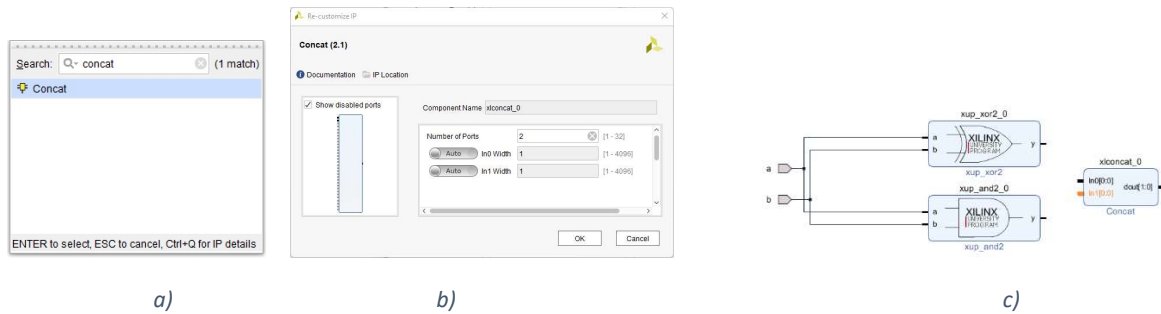 Search: concat (1 match)
Concat
ENTER to select, ESC to cancel, Ctrl+Q for IP details
a)
Re-customize IP
Concat (2.1)
Documentation IP Location
Show disabled ports
Component Name xlconcat_0
Number of Ports 2 [1 - 32]
Auto In0 Width 1 [1 - 4096]
Auto In1 Width 1 [1 - 4096]
OK Cancel
b)
xup_xor2_0
a
b
XILINX
UNIVERSITY
PROGRAM
y
xup_xor2
a
b
xup_and2_0
a
b
XILINX
UNIVERSITY
PROGRAM
y
xup_and2
xlconcat_0
In0[0:0]
In1[0:0]
dout[1:0]
Concat
c)